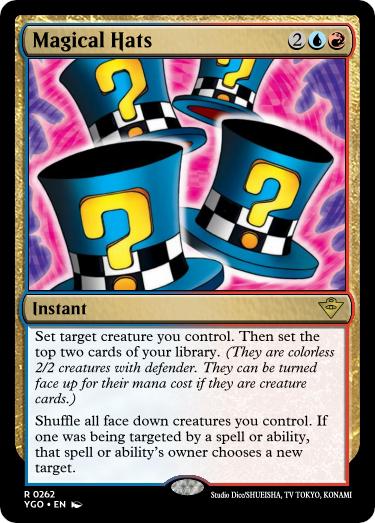 Magical Hats 2
? ? ? ?
Instant
Set target creature you control. Then set the
top two cards of your library. (They are colorless
2/2 creatures with defender. They can be turned
face up for their mana cost if they are creature
cards.)
Shuffle all face down creatures you control. If
one was being targeted by a spell or ability,
that spell or ability's owner chooses a new
target.
R 0262
YGO • EN
Studio Dice/SHUEISHA, TV TOKYO, KONAMI